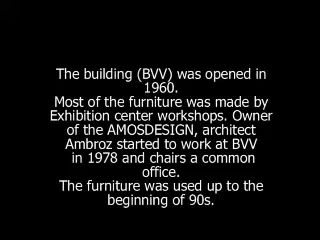 The building (BVV) was opened in
1960.
Most of the furniture was made by
Exhibition center workshops. Owner
of the AMOSDESIGN, architect
Ambroz started to work at BVV
in 1978 and chairs a common
office.
The furniture was used up to the
beginning of 90s.